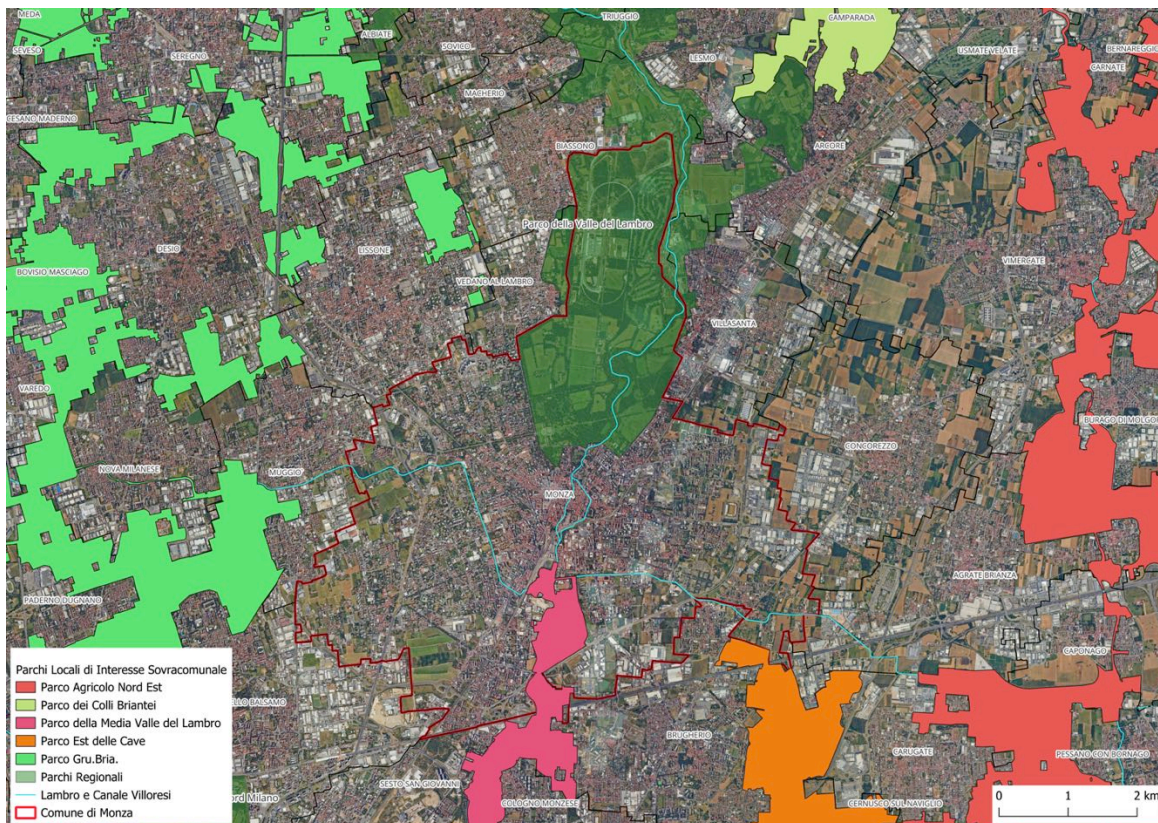 MEDA
TRIUGGIO
CAMPARADA
ALBIATE
SOVICO
LESMO
USMATE VELATE
BERNAREGGIO
SEVESO
SEREGNO
CARNATE
MACHERIO
CESANO MADERNO
BIASSONO
ARCORE
Parco della Valle del Lambro
DESIO
LISSONE
VIMERCATE
BOVISIO MASCIAGO
VEDANO AL LAMBRO
VILLASANTA
VAREDO
BURAGO DI MOLGOR
CONCOREZZO
NOVA MILANESE
MUGGIO'
MONZA
AGRATE BRIANZA
PADERNO DUGNANO
CAPONAGO
Parchi Locali di Interesse Sovracomunale
Parco Agricolo Nord Est
Parco dei Colli Briantei
Parco della Media Valle del Lambro
Parco Est delle Cave
Parco Gru.Bria.
Parchi Regionali
Lambro e Canale Villoresi
Comune di Monza
ELLO BALSAMO
BRUGHERIO
CARUGATE
PESSANO CON BORNAGO
SESTO SAN GIOVANNI
ord Milano
COLOGNO MONZESE
CERNUSCO SUL NAVIGLIO
0 1 2 km